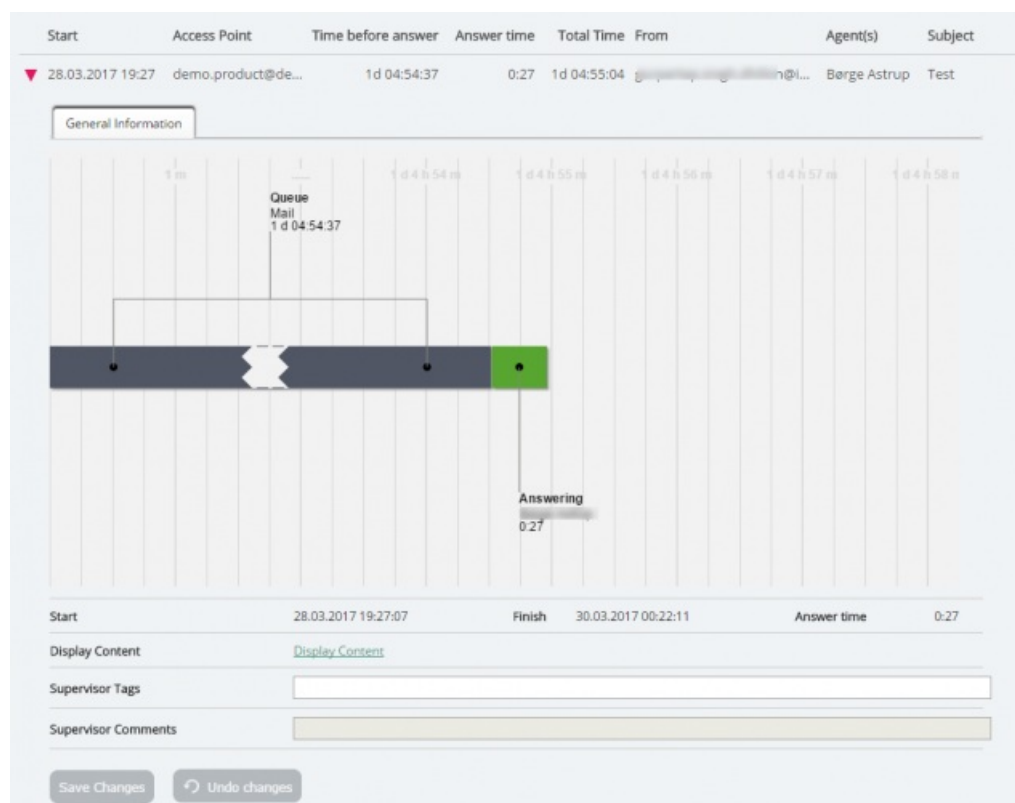 Start Access Point Time before answer Answer time Total Time From Agent(s) Subject
28.03.2017 19:27 demo.product@de... 1d 04:54:37 0:27 1d 04:55:04 n@i... Børge Astrup Test
General Information
1 m 1 d 4 h 54 m 1 d 4 h 55 m 1 d 4 h 56 m 1 d 4 h 57 m 1 d 4 h 58 m
Queue
Mail
1 d 04:54:37
Answering
0:27
Start 28.03.2017 19:27:07 Finish 30.03.2017 00:22:11 Answer time 0:27
Display Content Display Content
Supervisor Tags
Supervisor Comments
Save Changes Undo changes